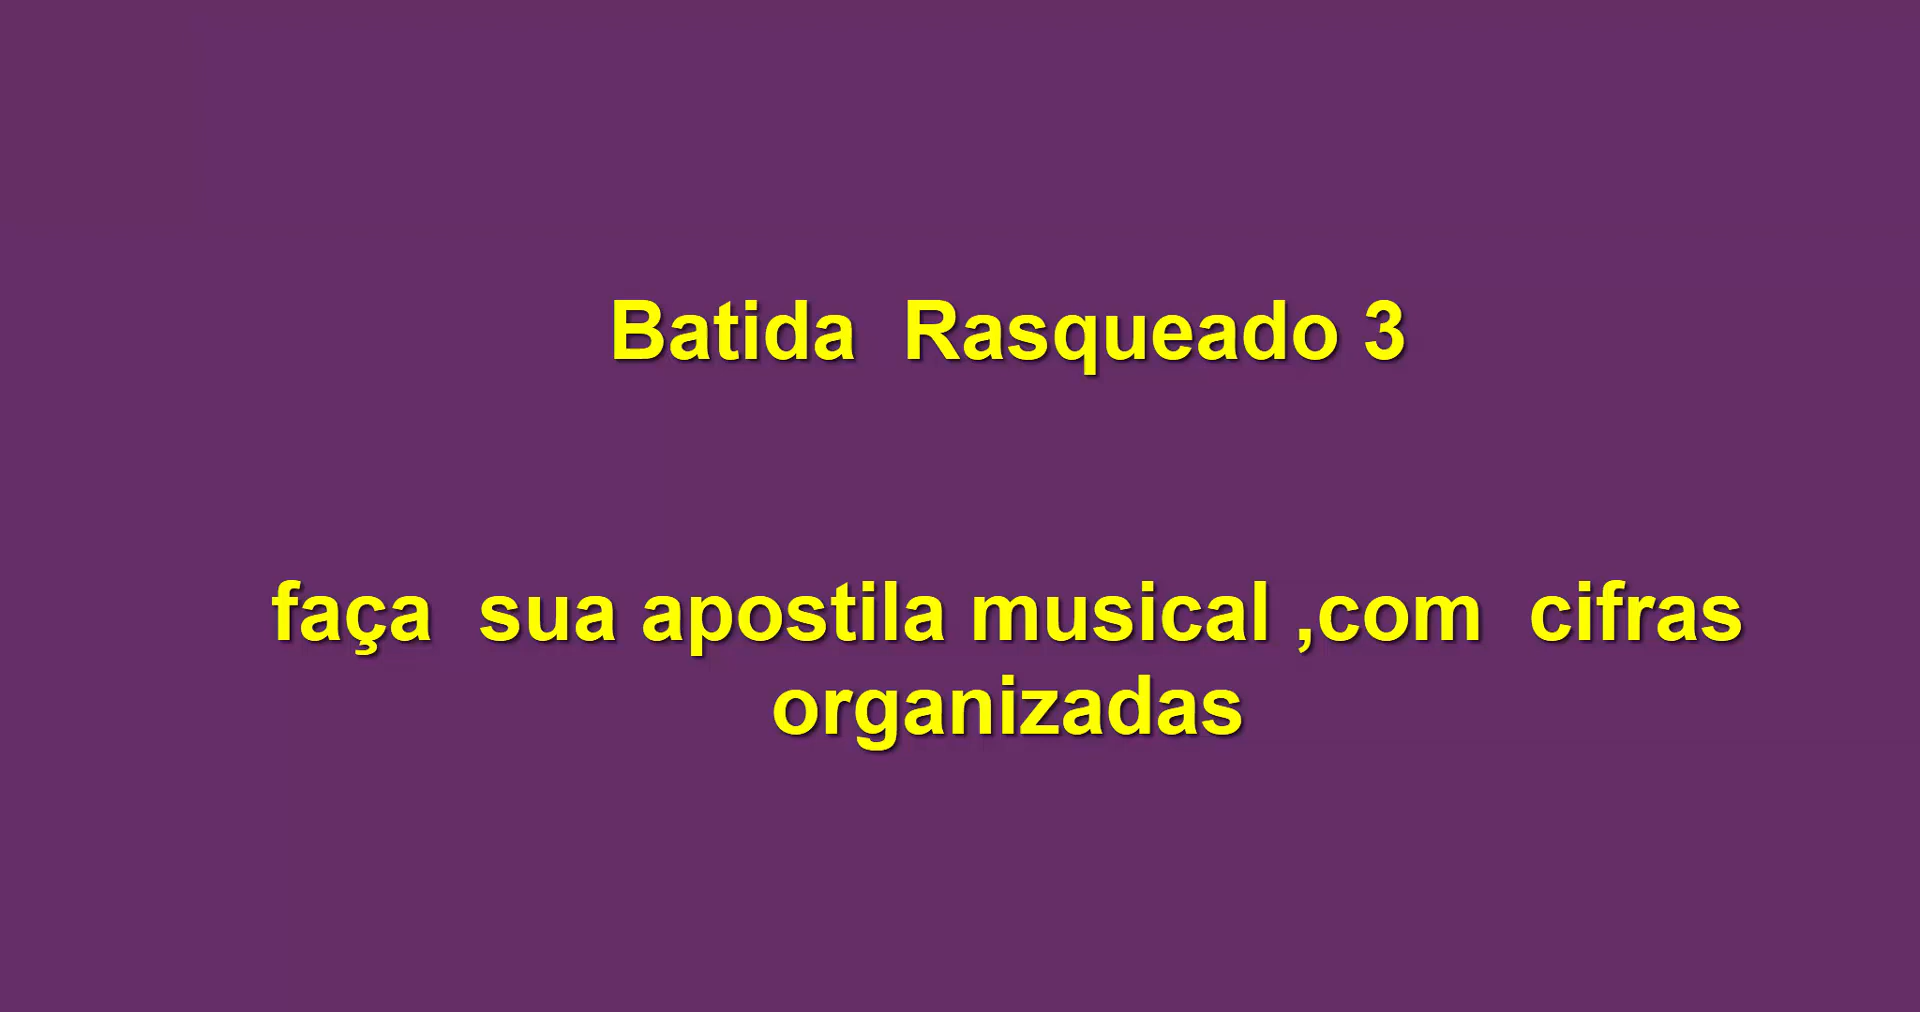 Batida  Rasqueado 3
faça  sua apostila musical ,com  cifras
organizadas